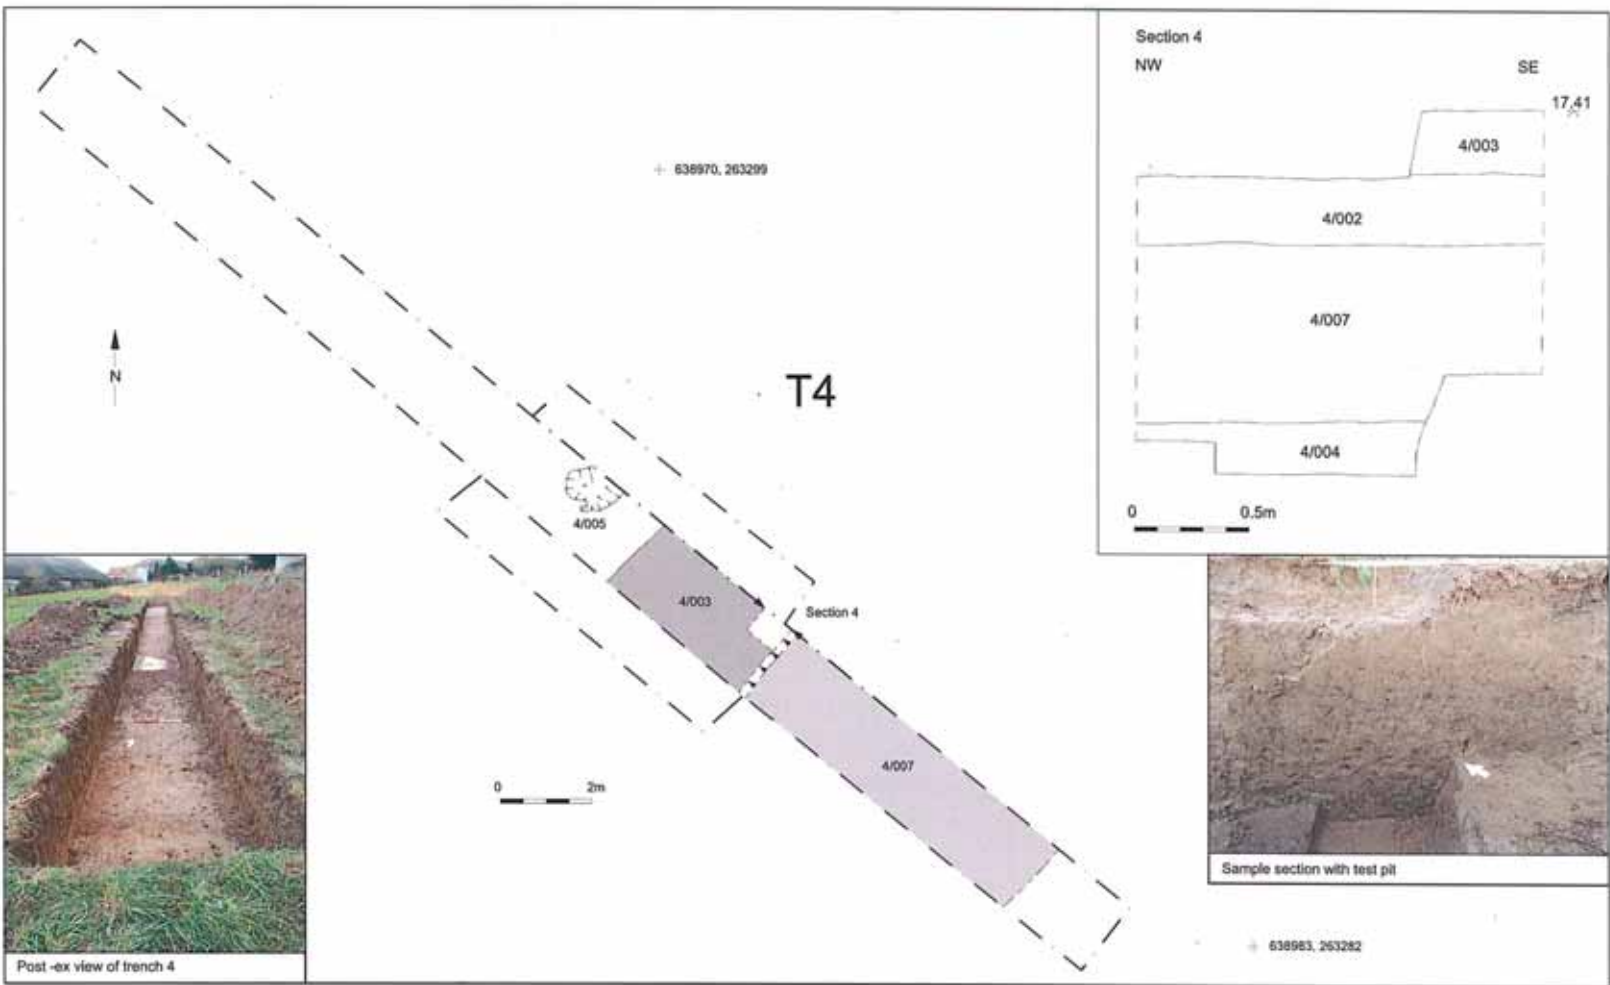 Section 4
NW
SE
17.41
4/003
4/002
4/007
4/004
0 0.5m
638970, 263299
N
T4
4/005
4/003
Section 4
4/007
0 2m
Post -ex view of trench 4
Sample section with test pit
638983, 263282